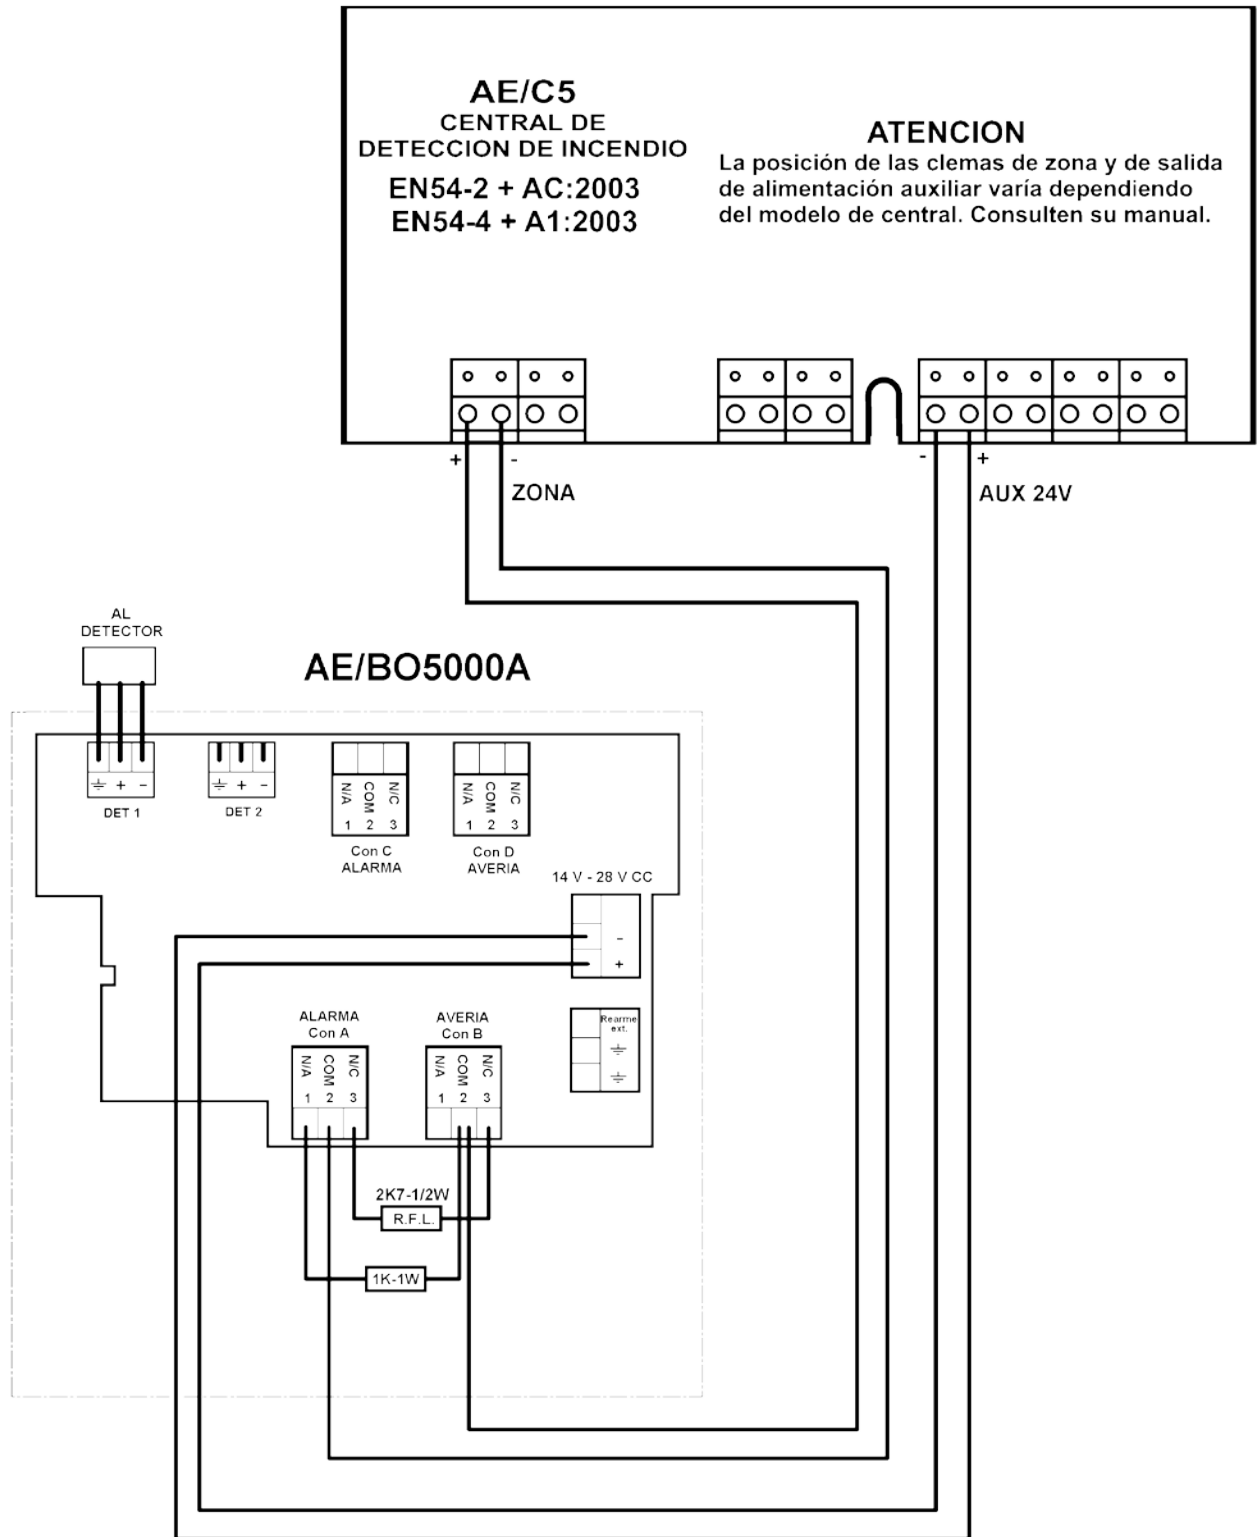 AE/C5
CENTRAL DE
DETECCION DE INCENDIO
EN54-2 + AC:2003
EN54-4 + A1:2003
ATENCION
La posición de las clemas de zona y de salida
de alimentación auxiliar varía dependiendo
del modelo de central. Consulten su manual.
+ -
ZONA
- +
AUX 24V
AL
DETECTOR
AE/BO5000A
+ -
DET 1
+ -
DET 2
N/A COM N/C
1 2 3
Con C
ALARMA
N/A COM N/C
1 2 3
Con D
AVERIA
14 V - 28 V CC
-
+
Rearme
ext.
ALARMA
Con A
N/A COM N/C
1 2 3
AVERIA
Con B
N/A COM N/C
1 2 3
2K7-1/2W
R.F.L.
1K-1W